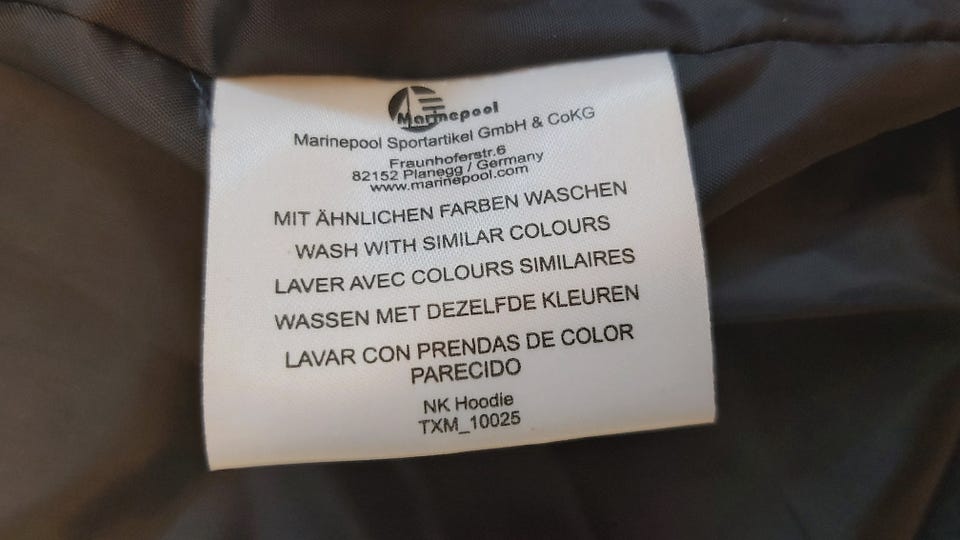 Marinepool
Marinepool Sportartikel GmbH & CoKG
Fraunhoferstr.6
82152 Planegg / Germany
www.marinepool.com
MIT ÄHNLICHEN FARBEN WASCHEN
WASH WITH SIMILAR COLOURS
LAVER AVEC COLOURS SIMILAIRES
WASSEN MET DEZELFDE KLEUREN
LAVAR CON PRENDAS DE COLOR
PARECIDO
NK Hoodie
TXM_10025